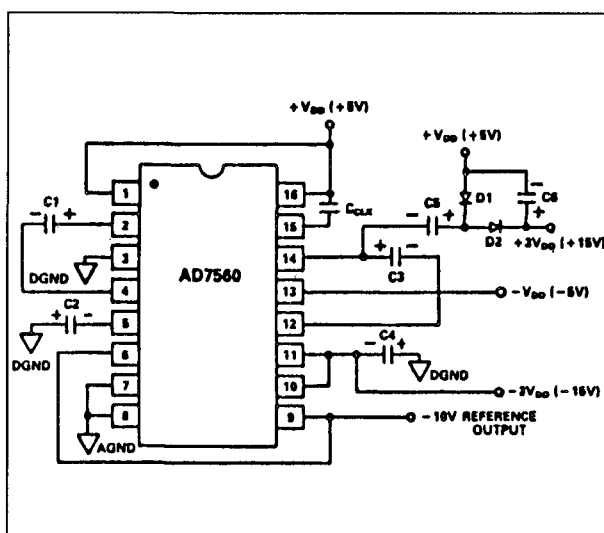 +VDD (+5V)
+VDD (+5V)
C1
- +
1
2
3
4
5
6
7
8
DGND
C2
+ -
DGND
AGND
AD7560
16
15
14
13
12
11
10
9
CCLK
C5
- +
D1
-
C6
+
D2
+3VDD (+15V)
+ -
C3
-VDD (-5V)
C4
- +
DGND
-3VDD (-15V)
-10V REFERENCE
OUTPUT